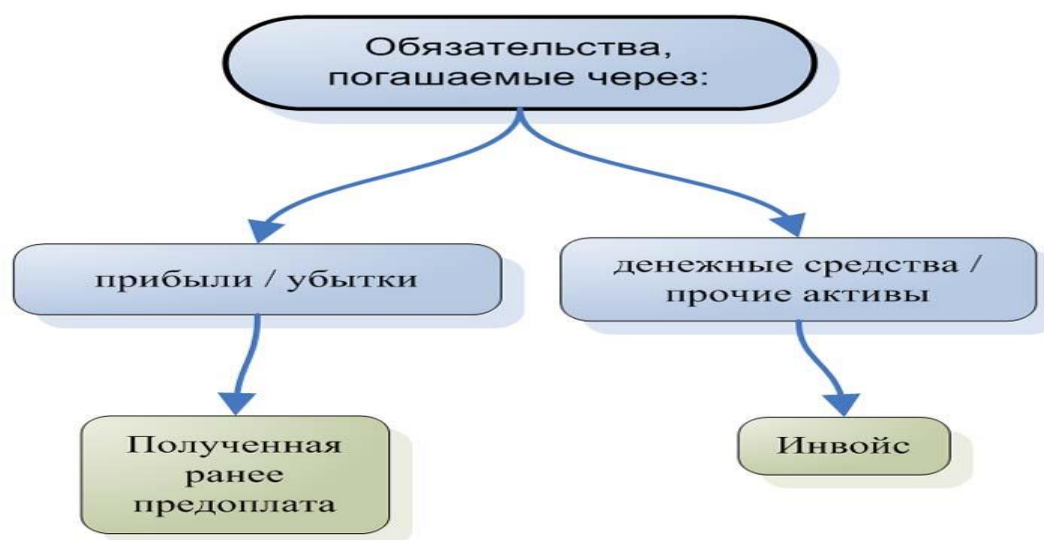 Обязательства,
погашаемые через:
прибыли / убытки
денежные средства /
прочие активы
Полученная
ранее
предоплата
Инвойс